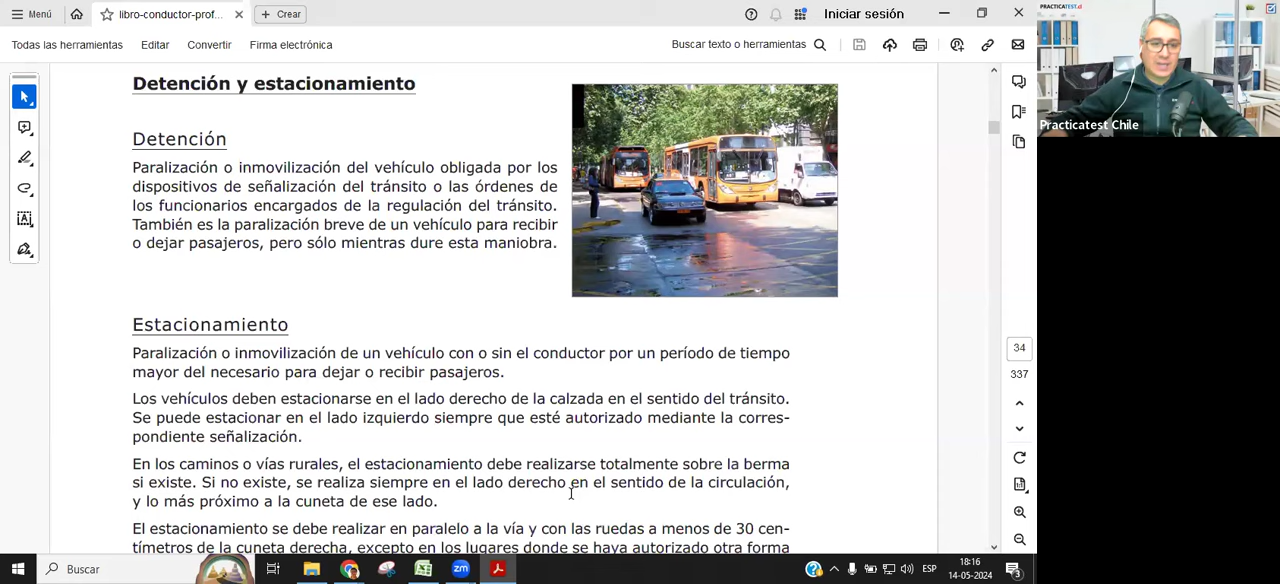 Menú
libro-conductor-prof...
Crear
Iniciar sesión
Todas las herramientas
Editar
Convertir
Firma electrónica
Buscar texto o herramientas
PRACTICATEST.cl
Practicatest Chile
Detención y estacionamiento
Detención
Paralización o inmovilización del vehículo obligada por los
dispositivos de señalización del tránsito o las órdenes de
los funcionarios encargados de la regulación del tránsito.
También es la paralización breve de un vehículo para recibir
o dejar pasajeros, pero sólo mientras dure esta maniobra.
Estacionamiento
Paralización o inmovilización de un vehículo con o sin el conductor por un período de tiempo
mayor del necesario para dejar o recibir pasajeros.
Los vehículos deben estacionarse en el lado derecho de la calzada en el sentido del tránsito.
Se puede estacionar en el lado izquierdo siempre que esté autorizado mediante la corres-
pondiente señalización.
En los caminos o vías rurales, el estacionamiento debe realizarse totalmente sobre la berma
si existe. Si no existe, se realiza siempre en el lado derecho en el sentido de la circulación,
y lo más próximo a la cuneta de ese lado.
El estacionamiento se debe realizar en paralelo a la vía y con las ruedas a menos de 30 cen-
tímetros de la cuneta derecha, excepto en los lugares donde se haya autorizado otra forma
34
337
Buscar
zm
ESP
18:16
14-05-2024
3